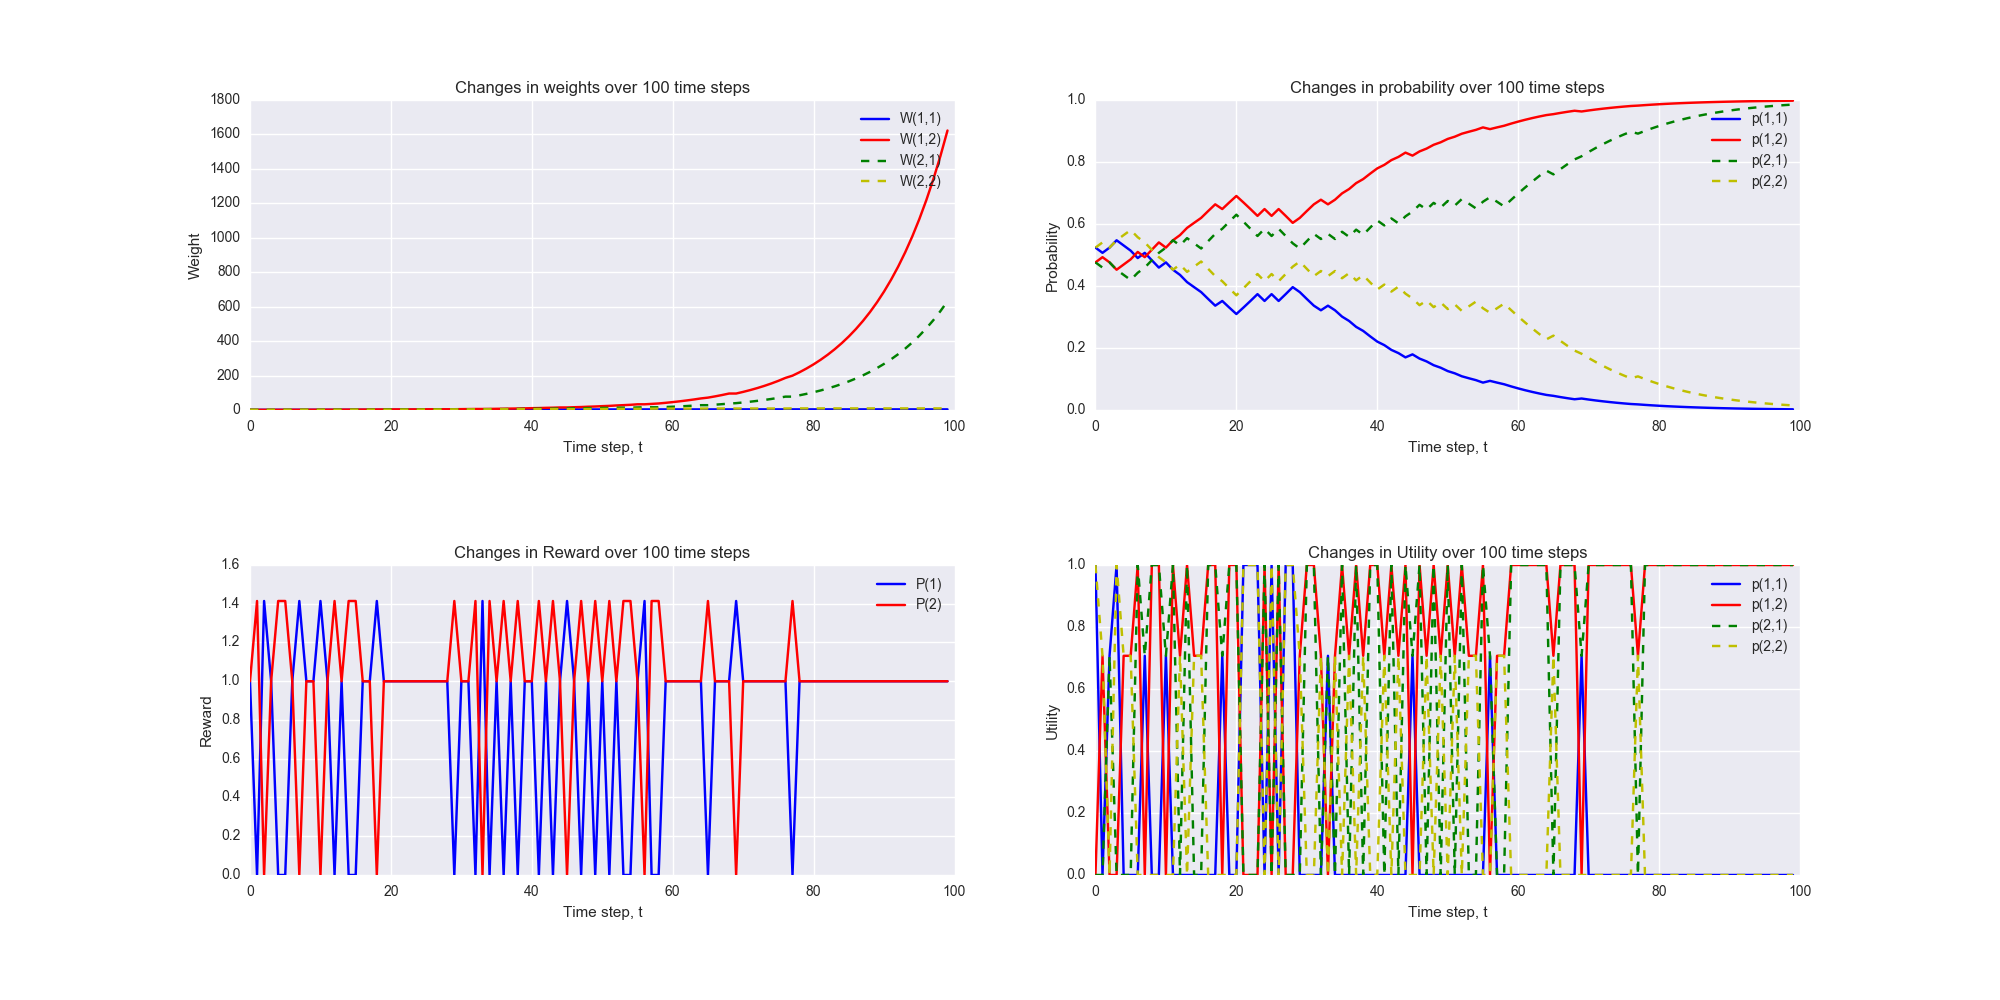 Changes in weights over 100 time steps
1800
1600
1400
1200
1000
800
600
400
200
0
Weight
W(1,1)
W(1,2)
W(2,1)
W(2,2)
0 20 40 60 80 100
Time step, t
Changes in probability over 100 time steps
1.0
0.8
0.6
0.4
0.2
0.0
Probability
p(1,1)
p(1,2)
p(2,1)
p(2,2)
0 20 40 60 80 100
Time step, t
Changes in Reward over 100 time steps
1.6
1.4
1.2
1.0
0.8
0.6
0.4
0.2
0.0
Reward
P(1)
P(2)
0 20 40 60 80 100
Time step, t
Changes in Utility over 100 time steps
1.0
0.8
0.6
0.4
0.2
0.0
Utility
p(1,1)
p(1,2)
p(2,1)
p(2,2)
0 20 40 60 80 100
Time step, t